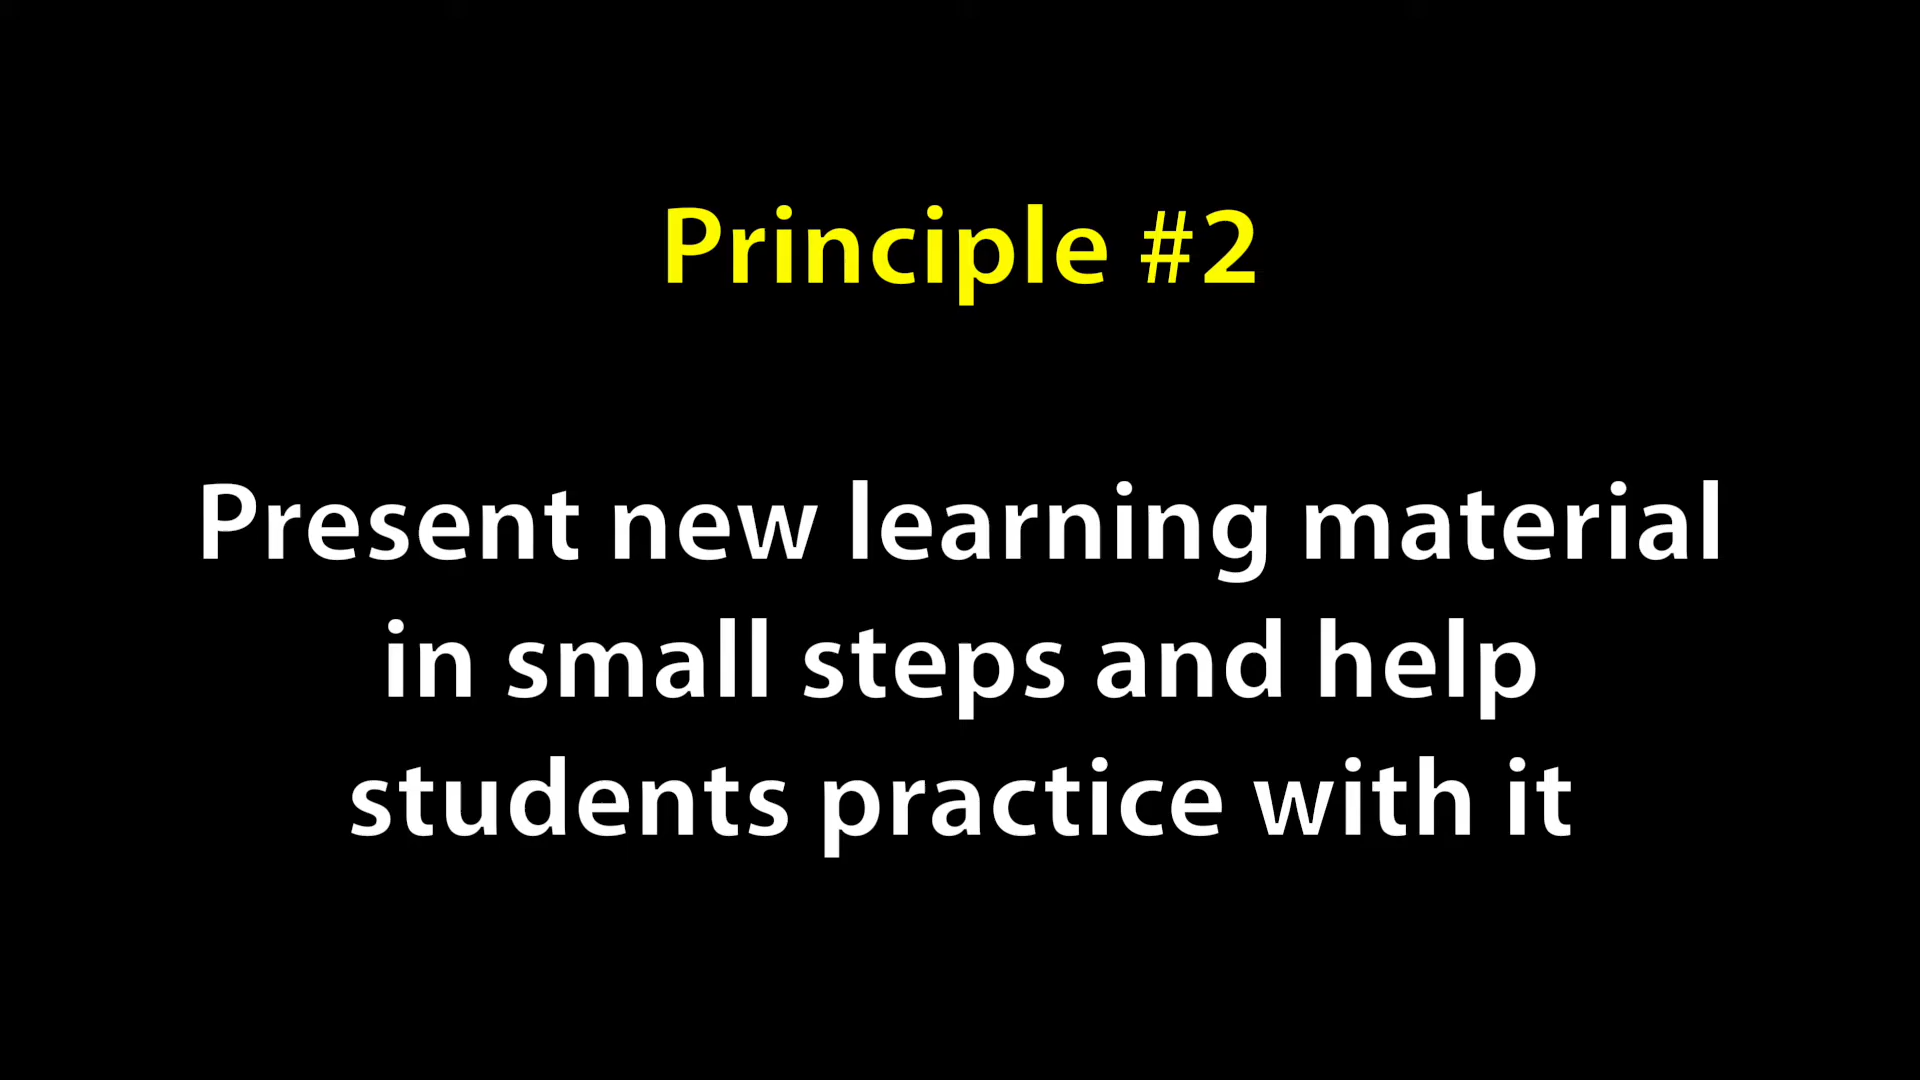 Principle #2
Present new learning material
in small steps and help
students practice with it